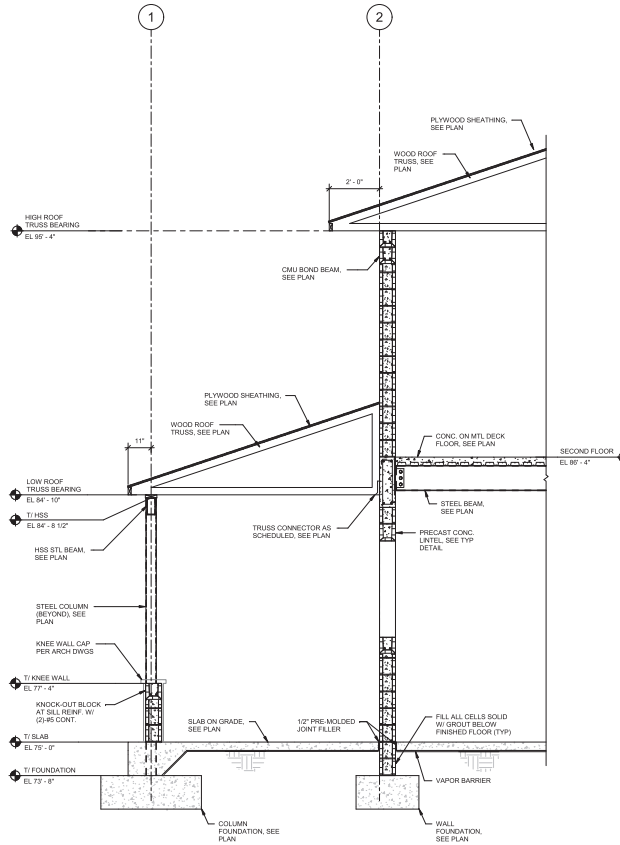 1
2
PLYWOOD SHEATHING,
SEE PLAN
WOOD ROOF
TRUSS, SEE
PLAN
2' - 0"
HIGH ROOF
TRUSS BEARING
EL 95' - 4"
CMU BOND BEAM,
SEE PLAN
PLYWOOD SHEATHING,
SEE PLAN
WOOD ROOF
TRUSS, SEE PLAN
11"
CONC. ON MTL DECK
FLOOR, SEE PLAN
SECOND FLOOR
EL 86' - 4"
LOW ROOF
TRUSS BEARING
EL 84' - 10"
T/ HSS
EL 84' - 8 1/2"
HSS STL BEAM,
SEE PLAN
TRUSS CONNECTOR AS
SCHEDULED, SEE PLAN
STEEL BEAM,
SEE PLAN
PRECAST CONC.
LINTEL, SEE TYP
DETAIL
STEEL COLUMN
(BEYOND), SEE
PLAN
KNEE WALL CAP
PER ARCH DWGS
T/ KNEE WALL
EL 77' - 4"
KNOCK-OUT BLOCK
AT SILL REINF. W/
(2)-#5 CONT.
SLAB ON GRADE,
SEE PLAN
1/2" PRE-MOLDED
JOINT FILLER
FILL ALL CELLS SOLID
W/ GROUT BELOW
FINISHED FLOOR (TYP)
T/ SLAB
EL 75' - 0"
T/ FOUNDATION
EL 73' - 8"
VAPOR BARRIER
COLUMN
FOUNDATION, SEE
PLAN
WALL
FOUNDATION,
SEE PLAN